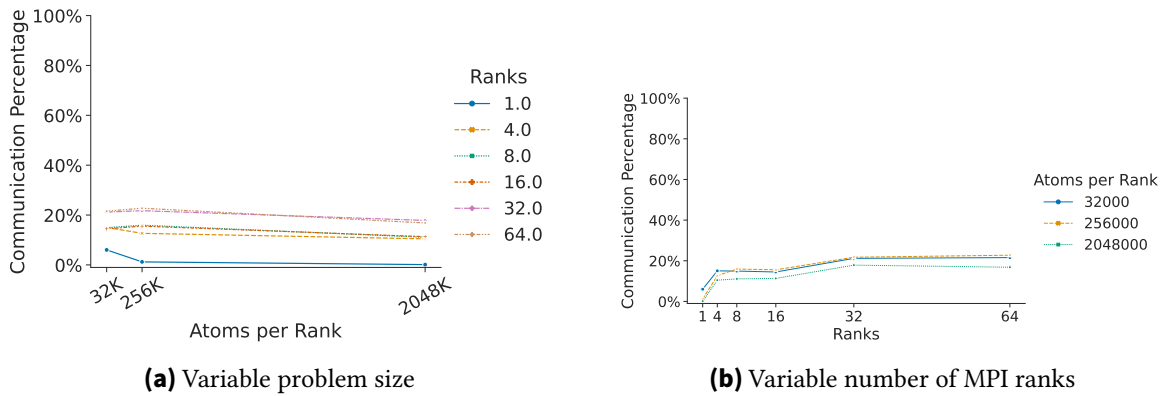 Communication Percentage
100%
80%
60%
40%
20%
0%
32K
256K
2048K
Atoms per Rank
Ranks
1.0
4.0
8.0
16.0
32.0
64.0
(a) Variable problem size
Communication Percentage
100%
80%
60%
40%
20%
0%
1
4
8
16
32
64
Ranks
Atoms per Rank
32000
256000
2048000
(b) Variable number of MPI ranks